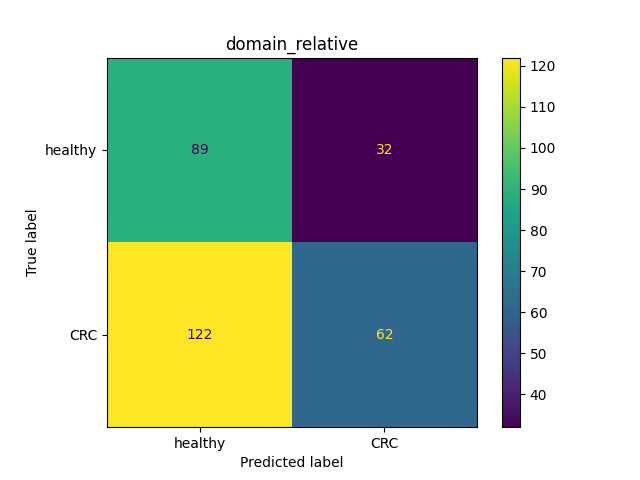 domain_relative
healthy
89
32
CRC
122
62
True label
healthy
CRC
Predicted label
120
110
100
90
80
70
60
50
40